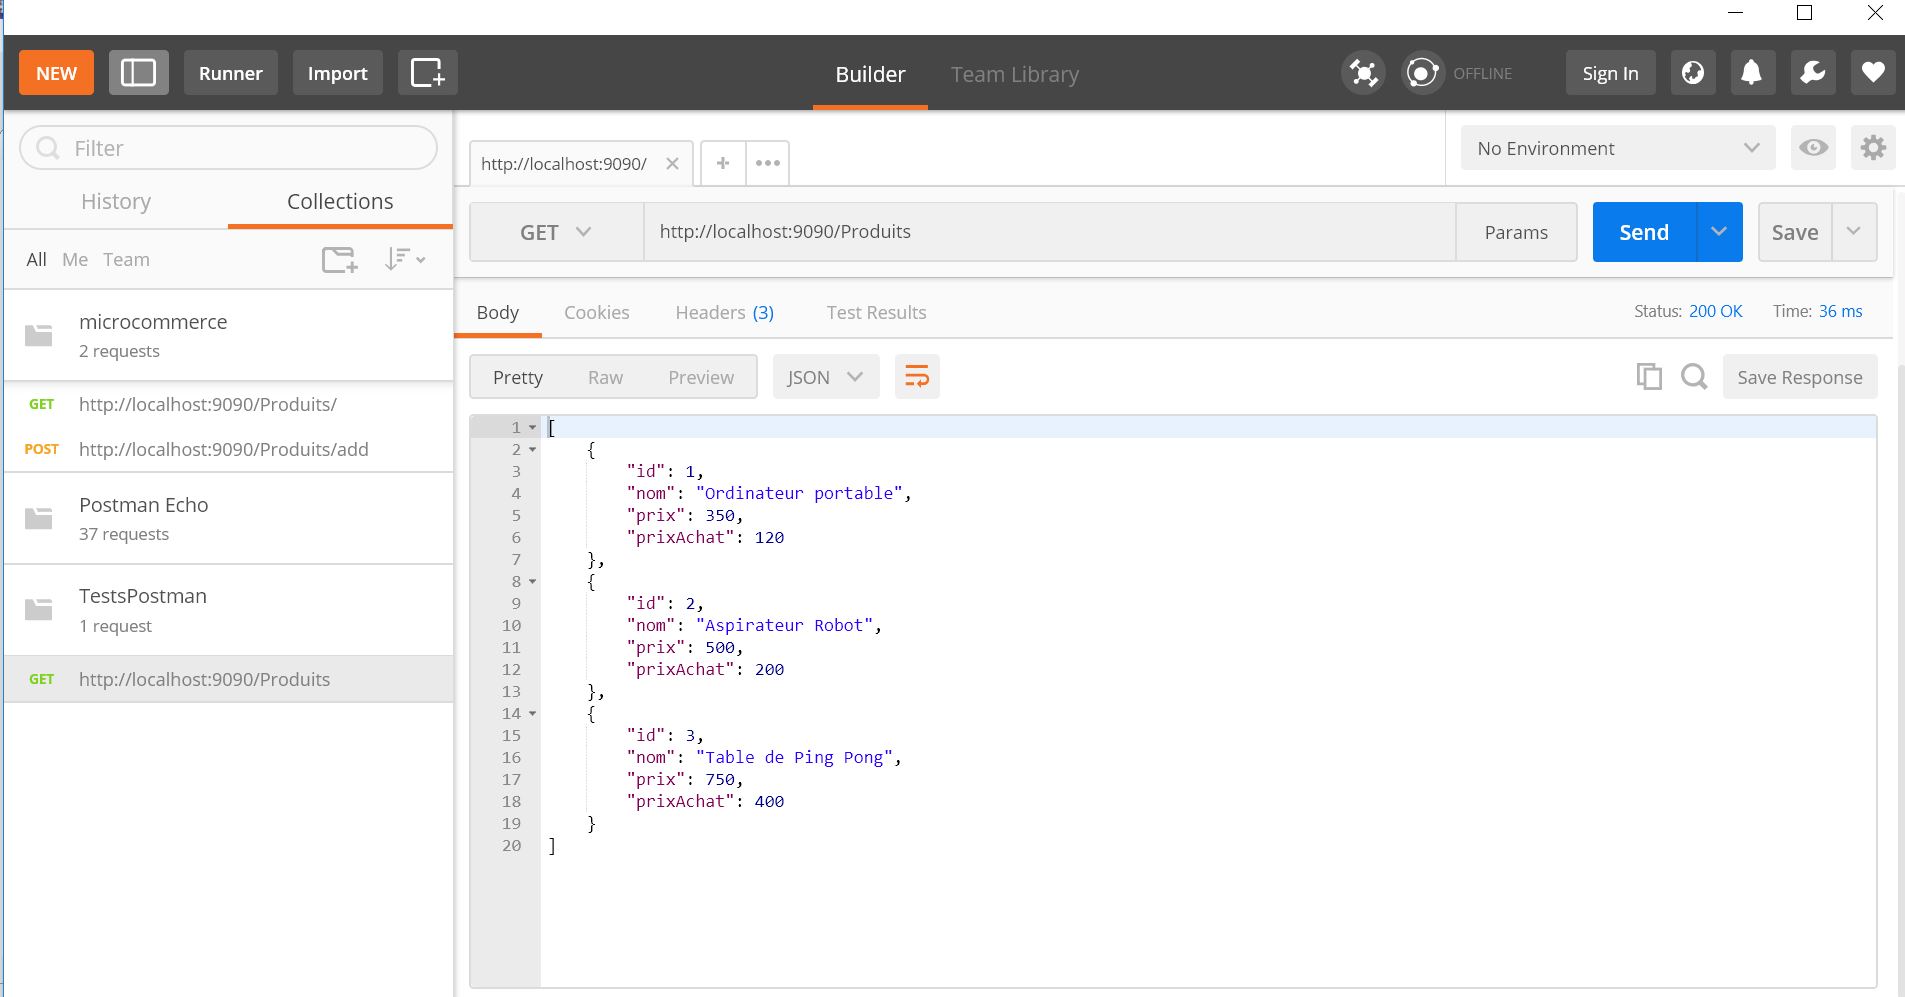 NEW
Runner
Import
Builder
Team Library
OFFLINE
Sign In
Filter
History
Collections
All Me Team
microcommerce
2 requests
GET http://localhost:9090/Produits/
POST http://localhost:9090/Produits/add
Postman Echo
37 requests
TestsPostman
1 request
GET http://localhost:9090/Produits
http://localhost:9090/
No Environment
GET
http://localhost:9090/Produits
Params
Send
Save
Body
Cookies
Headers (3)
Test Results
Status: 200 OK
Time: 36 ms
Pretty
Raw
Preview
JSON
Save Response
1 [
2 {
3 "id": 1,
4 "nom": "Ordinateur portable",
5 "prix": 350,
6 "prixAchat": 120
7 },
8 {
9 "id": 2,
10 "nom": "Aspirateur Robot",
11 "prix": 500,
12 "prixAchat": 200
13 },
14 {
15 "id": 3,
16 "nom": "Table de Ping Pong",
17 "prix": 750,
18 "prixAchat": 400
19 }
20 ]